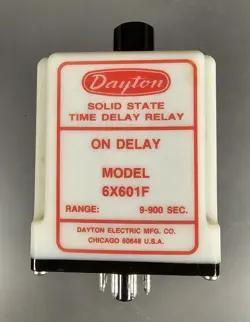 Dayton
SOLID STATE
TIME DELAY RELAY
ON DELAY
MODEL
6X601F
RANGE: 9-900 SEC.
DAYTON ELECTRIC MFG. CO.
CHICAGO 60648 U.S.A.